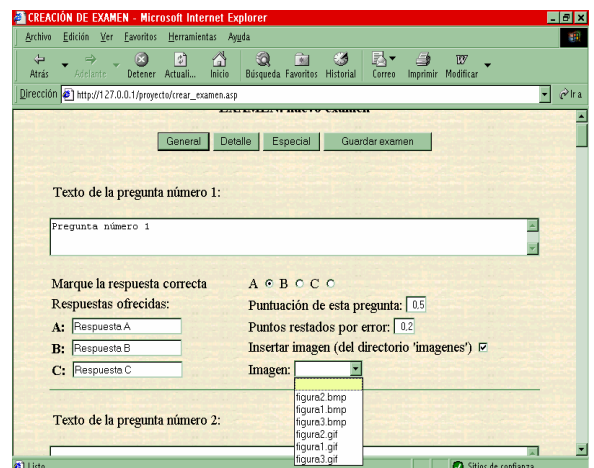 CREACIÓN DE EXAMEN - Microsoft Internet Explorer
Archivo Edición Ver Favoritos Herramientas Ayuda
Atrás Adelante Detener Actuali... Inicio Búsqueda Favoritos Historial Correo Imprimir Modificar
Dirección http://127.0.0.1/proyecto/crear_examen.asp Ir a
EXAMEN: nuevo examen
General Detalle Especial Guardar examen
Texto de la pregunta número 1:
Pregunta número 1
Marque la respuesta correcta A B C
Respuestas ofrecidas: Puntuación de esta pregunta: 0,5
A: Respuesta A Puntos restados por error: 0,2
B: Respuesta B Insertar imagen (del directorio 'imagenes')
C: Respuesta C Imagen:
figura2.bmp
figura1.bmp
figura3.bmp
figura2.gif
figura1.gif
figura3.gif
Texto de la pregunta número 2:
Listo Sitios de confianza